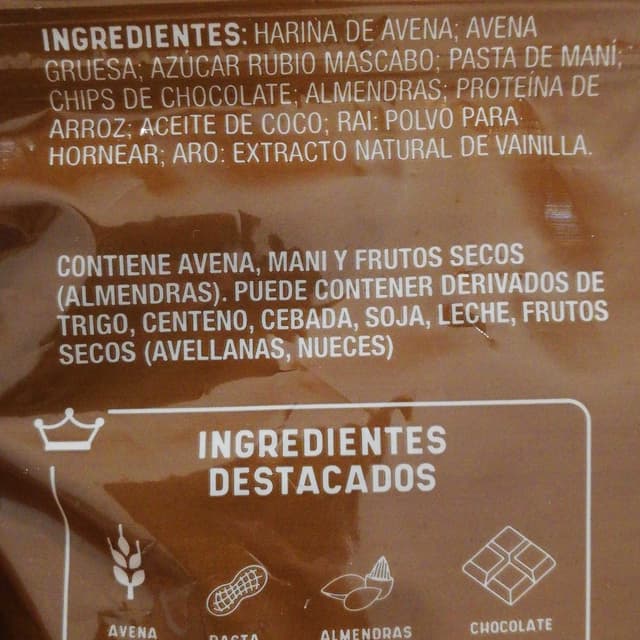 INGREDIENTES: HARINA DE AVENA; AVENA
GRUESA; AZÚCAR RUBIO MASCABO; PASTA DE MANÍ;
CHIPS DE CHOCOLATE; ALMENDRAS; PROTEÍNA DE
ARROZ; ACEITE DE COCO; RAI: POLVO PARA
HORNEAR; ARO: EXTRACTO NATURAL DE VAINILLA.
CONTIENE AVENA, MANI Y FRUTOS SECOS
(ALMENDRAS). PUEDE CONTENER DERIVADOS DE
TRIGO, CENTENO, CEBADA, SOJA, LECHE, FRUTOS
SECOS (AVELLANAS, NUECES)
INGREDIENTES
DESTACADOS
AVENA
PASTA
ALMENDRAS
CHOCOLATE